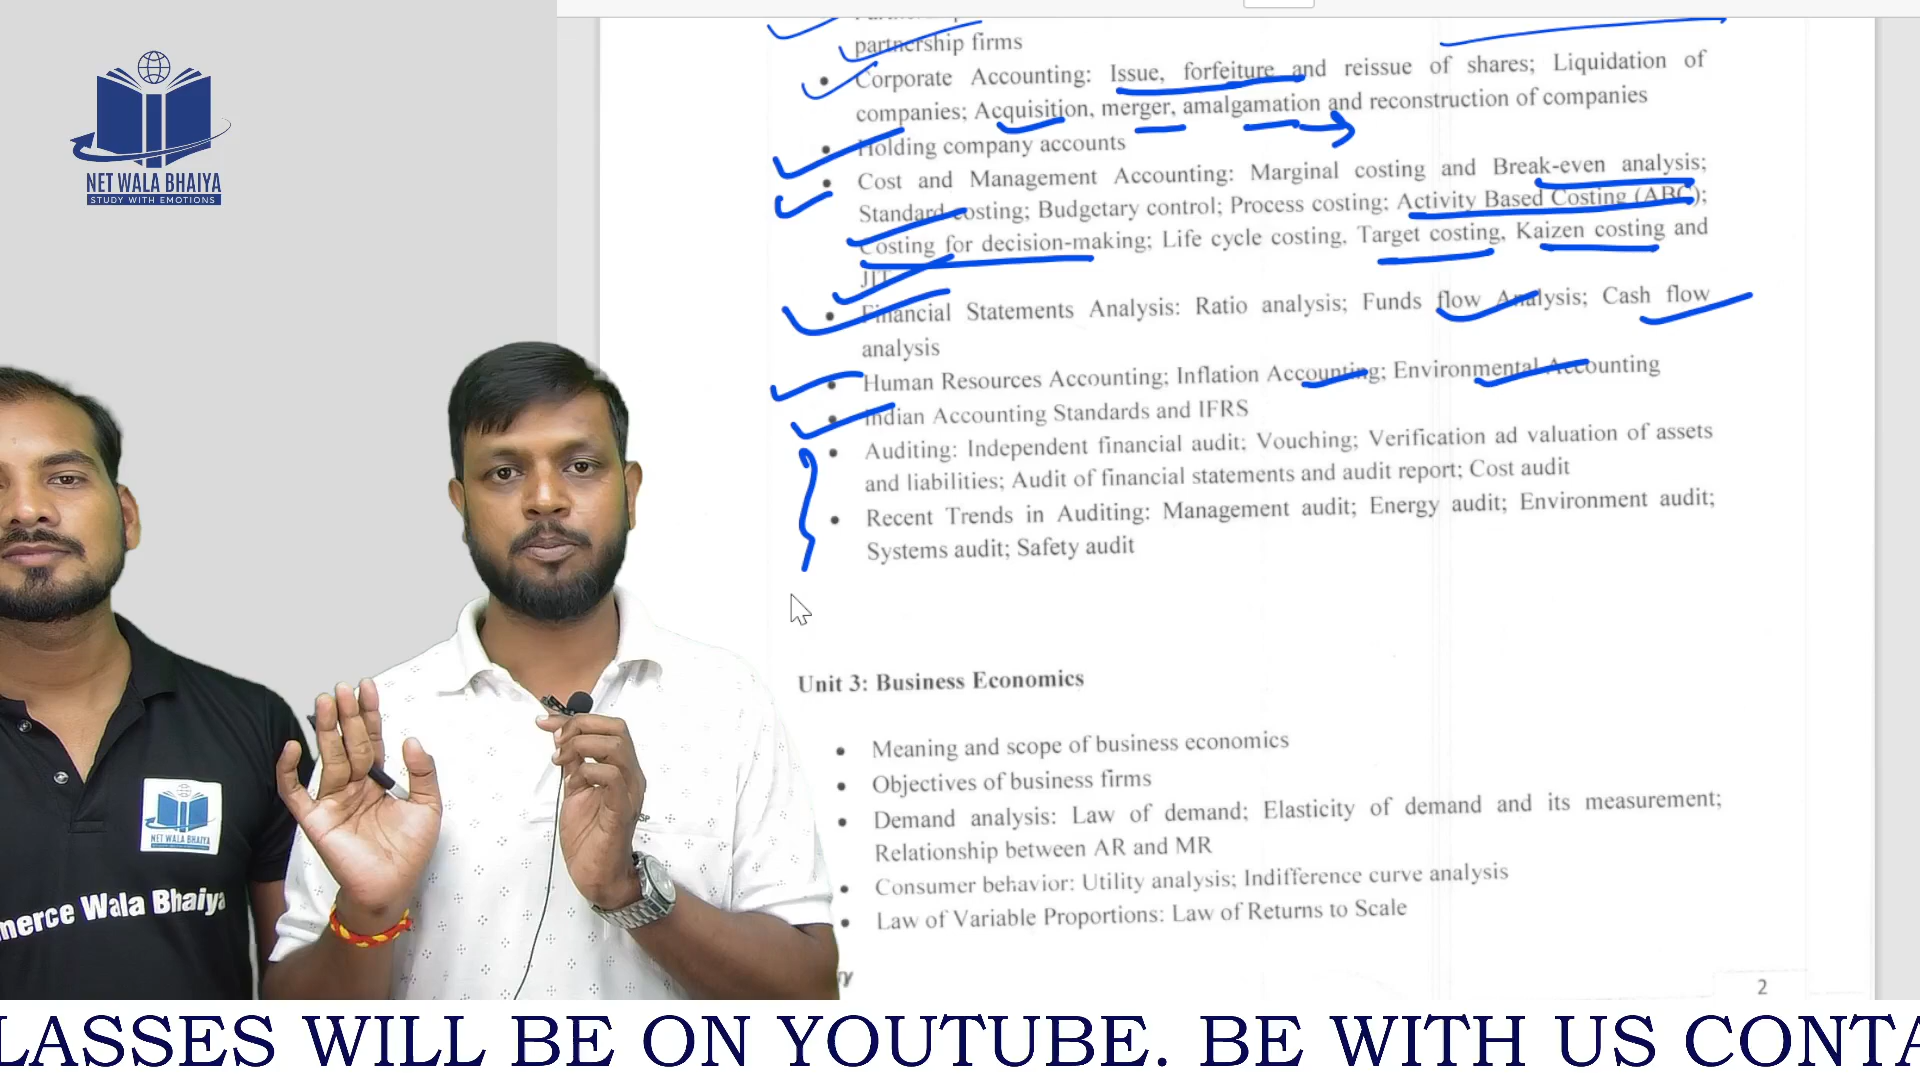 NET WALA BHAIYA
STUDY WITH EMOTIONS
partnership firms
• Corporate Accounting: Issue, forfeiture and reissue of shares; Liquidation of
companies; Acquisition, merger, amalgamation and reconstruction of companies
• Holding company accounts
• Cost and Management Accounting: Marginal costing and Break-even analysis;
Standard costing; Budgetary control; Process costing; Activity Based Costing (ABC);
Costing for decision-making; Life cycle costing, Target costing, Kaizen costing and
JIT
• Financial Statements Analysis: Ratio analysis; Funds flow Analysis; Cash flow
analysis
• Human Resources Accounting; Inflation Accounting; Environmental Accounting
• Indian Accounting Standards and IFRS
• Auditing: Independent financial audit; Vouching; Verification ad valuation of assets
and liabilities; Audit of financial statements and audit report; Cost audit
• Recent Trends in Auditing: Management audit; Energy audit; Environment audit;
Systems audit; Safety audit
Unit 3: Business Economics
• Meaning and scope of business economics
• Objectives of business firms
• Demand analysis: Law of demand; Elasticity of demand and its measurement;
Relationship between AR and MR
• Consumer behavior: Utility analysis; Indifference curve analysis
• Law of Variable Proportions: Law of Returns to Scale
2
NET WALA BHAIYA
merce Wala Bhaiya
LASSES WILL BE ON YOUTUBE. BE WITH US CONTA